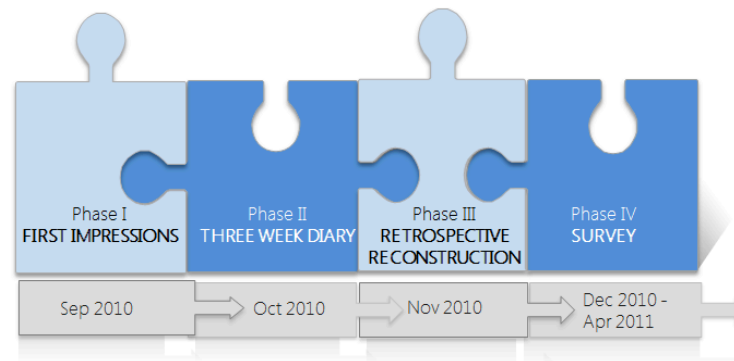 Phase I
FIRST IMPRESSIONS
Phase II
THREE WEEK DIARY
Phase III
RETROSPECTIVE
RECONSTRUCTION
Phase IV
SURVEY
Sep 2010
Oct 2010
Nov 2010
Dec 2010 -
Apr 2011